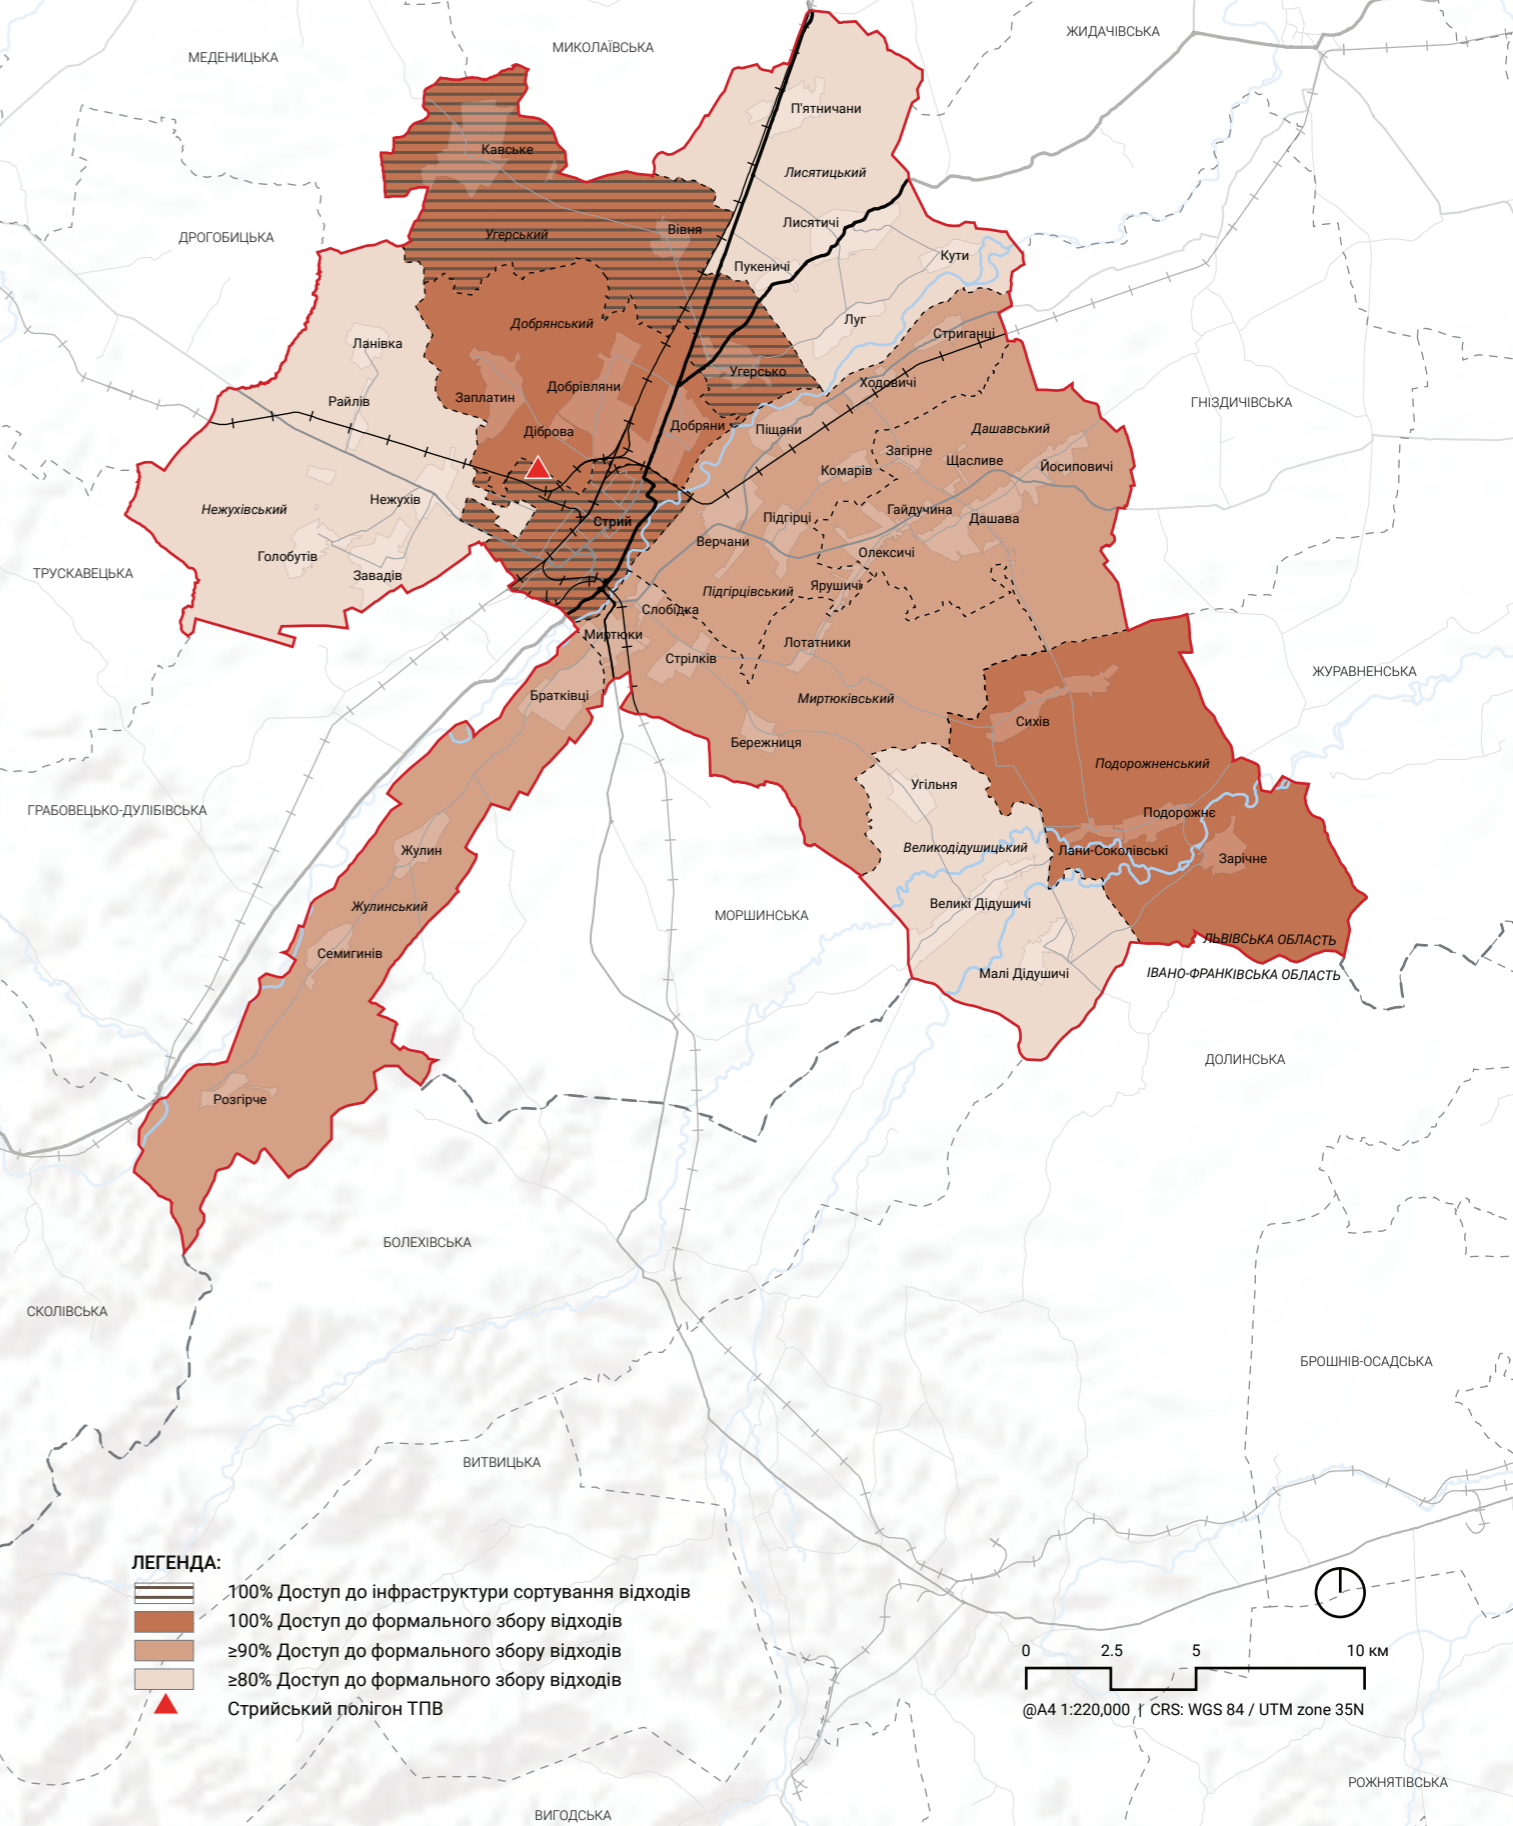 МЕДЕНИЦЬКА
МИКОЛАЇВСЬКА
ЖИДАЧІВСЬКА
П'ятничани
Кавське
Лисятицький
Лисятичі
Угерський
Вівня
ДРОГОБИЦЬКА
Пукеничі
Кути
Добрянський
Луг
Стриганці
Ланівка
Угерсько
Ходовичі
Заплатин
Добрівляни
Райлів
ГНІЗДИЧІВСЬКА
Діброва
Добряни
Піщани
Дашавський
Загірне
Щасливе
Йосиповичі
Комарів
Нежухів
Нежухівський
Стрий
Підгірці
Гайдучина
Дашава
Верчани
Олексичі
Голобутів
Завадів
ТРУСКАВЕЦЬКА
Підгірцівський
Ярушичі
Слобідка
Миртюки
Лотатники
Стрілків
ЖУРАВНЕНСЬКА
Братківці
Миртюківський
Сихів
Бережниця
Подорожненський
Угільня
ГРАБОВЕЦЬКО-ДУЛІБІВСЬКА
Подорожнє
Жулин
Великодідушицький
Лани-Соколівські
Зарічне
Жулинський
Великі Дідушичі
МОРШИНСЬКА
ЛЬВІВСЬКА ОБЛАСТЬ
Семигинів
Малі Дідушичі
ІВАНО-ФРАНКІВСЬКА ОБЛАСТЬ
ДОЛИНСЬКА
Розгірче
БОЛЕХІВСЬКА
СКОЛІВСЬКА
БРОШНІВ-ОСАДСЬКА
ВИТВИЦЬКА
ЛЕГЕНДА:
100% Доступ до інфраструктури сортування відходів
100% Доступ до формального збору відходів
≥90% Доступ до формального збору відходів
≥80% Доступ до формального збору відходів
Стрийський полігон ТПВ
0 2.5 5 10 км
@A4 1:220,000 | CRS: WGS 84 / UTM zone 35N
РОЖНЯТІВСЬКА
ВИГОДСЬКА